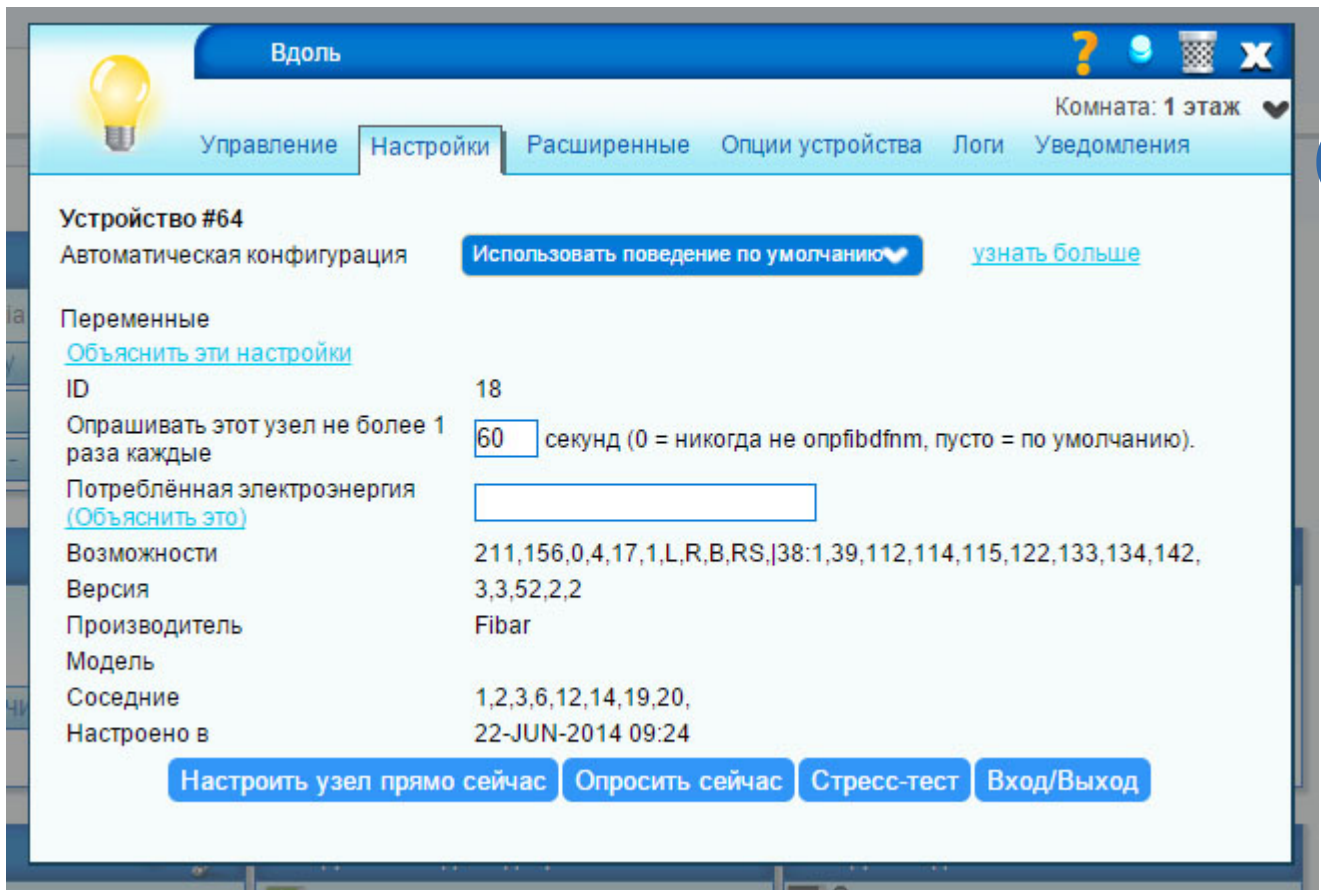 Вдоль
Комната: 1 этаж
Управление Настройки Расширенные Опции устройства Логи Уведомления
Устройство #64
Автоматическая конфигурация Использовать поведение по умолчанию узнать больше
Переменные
Объяснить эти настройки
ID 18
Опрашивать этот узел не более 1
раза каждые 60 секунд (0 = никогда не опрfibdfnm, пусто = по умолчанию).
Потреблённая электроэнергия
(Объяснить это)
Возможности 211,156,0,4,17,1,L,R,B,RS,|38:1,39,112,114,115,122,133,134,142,
Версия 3,3,52,2,2
Производитель Fibar
Модель
Соседние 1,2,3,6,12,14,19,20,
Настроено в 22-JUN-2014 09:24
Настроить узел прямо сейчас Опросить сейчас Стресс-тест Вход/Выход